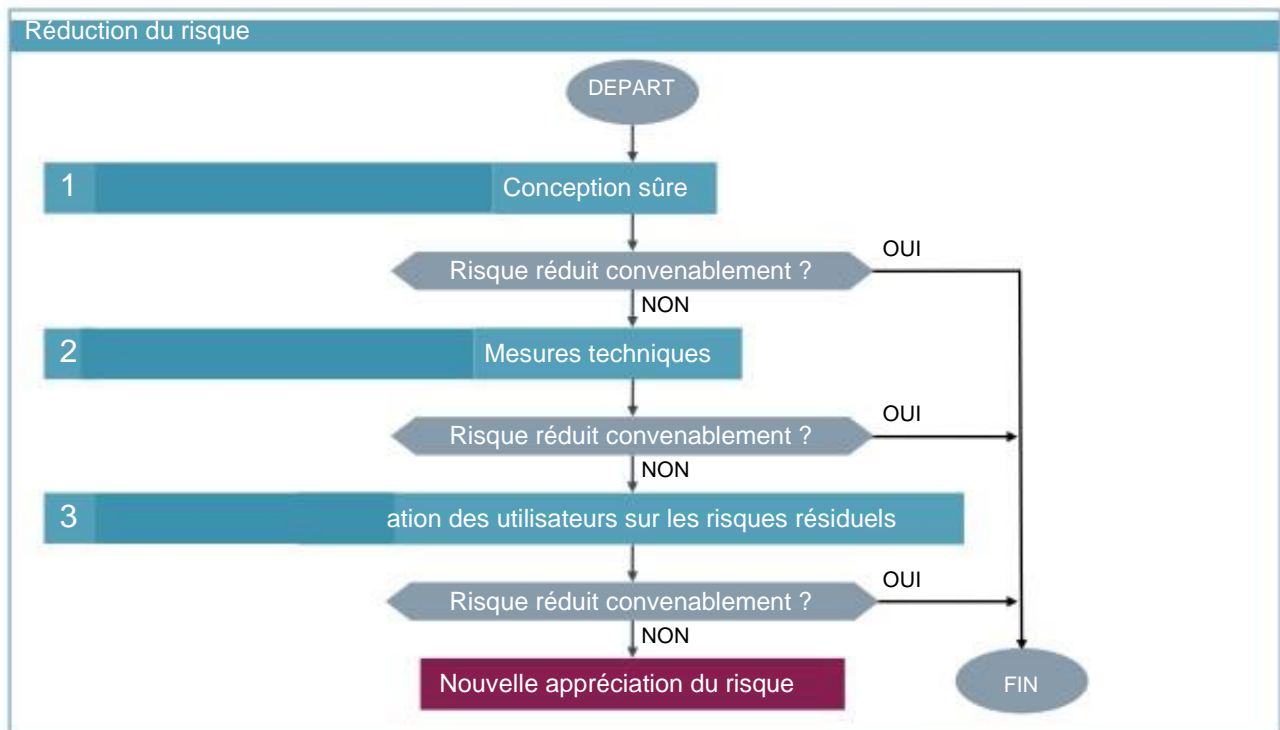 Réduction du risque
DEPART
1 Conception sûre
OUI
Risque réduit convenablement ?
NON
2 Mesures techniques
OUI
Risque réduit convenablement ?
NON
3 ation des utilisateurs sur les risques résiduels
OUI
Risque réduit convenablement ?
NON
Nouvelle appréciation du risque
FIN